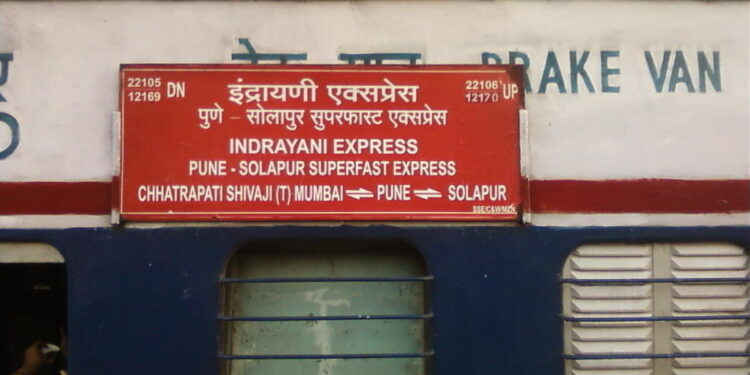 BRAKE VAN
22105 DN इंद्रायणी एक्सप्रेस 22106 UP
12169 12170
पुणे – सोलापुर सुपरफास्ट एक्सप्रेस
INDRAYANI EXPRESS
PUNE - SOLAPUR SUPERFAST EXPRESS
CHHATRAPATI SHIVAJI (T) MUMBAI ⇌ PUNE ⇌ SOLAPUR
SSE/C&W/MZN